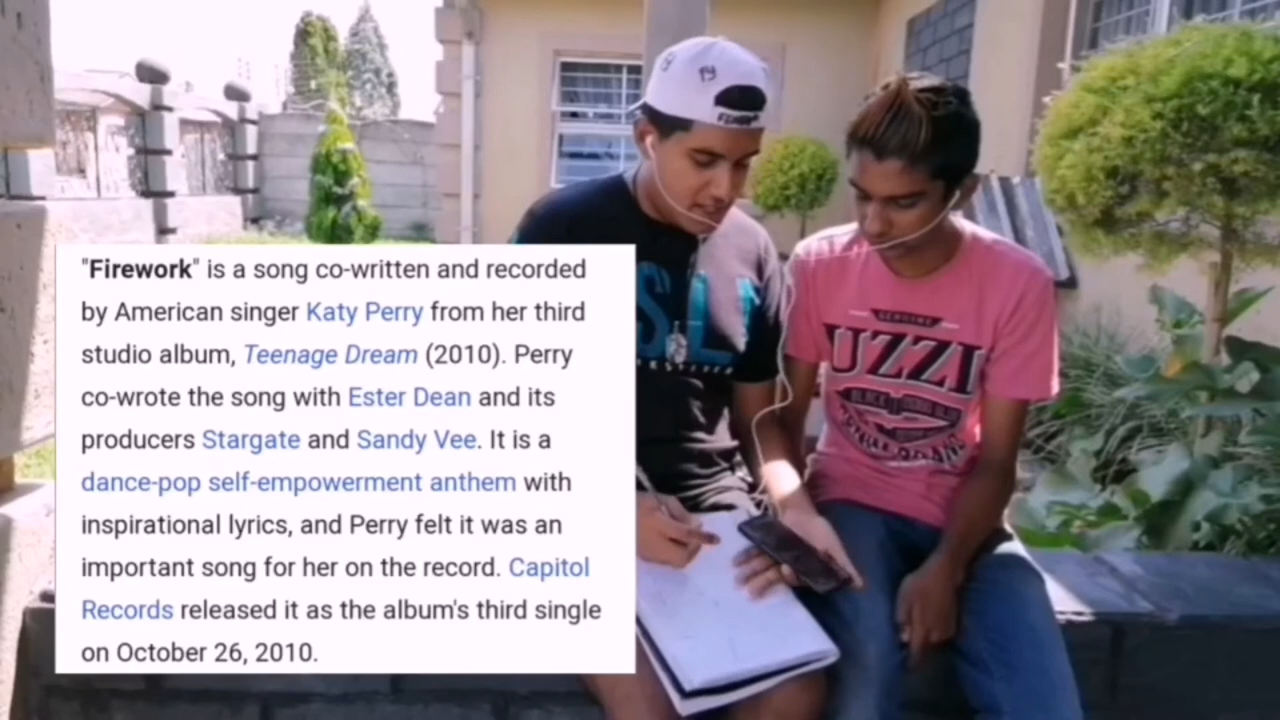 "Firework" is a song co-written and recorded
by American singer Katy Perry from her third
studio album, Teenage Dream (2010). Perry
co-wrote the song with Ester Dean and its
producers Stargate and Sandy Vee. It is a
dance-pop self-empowerment anthem with
inspirational lyrics, and Perry felt it was an
important song for her on the record. Capitol
Records released it as the album's third single
on October 26, 2010.
GENUINE
UZZI